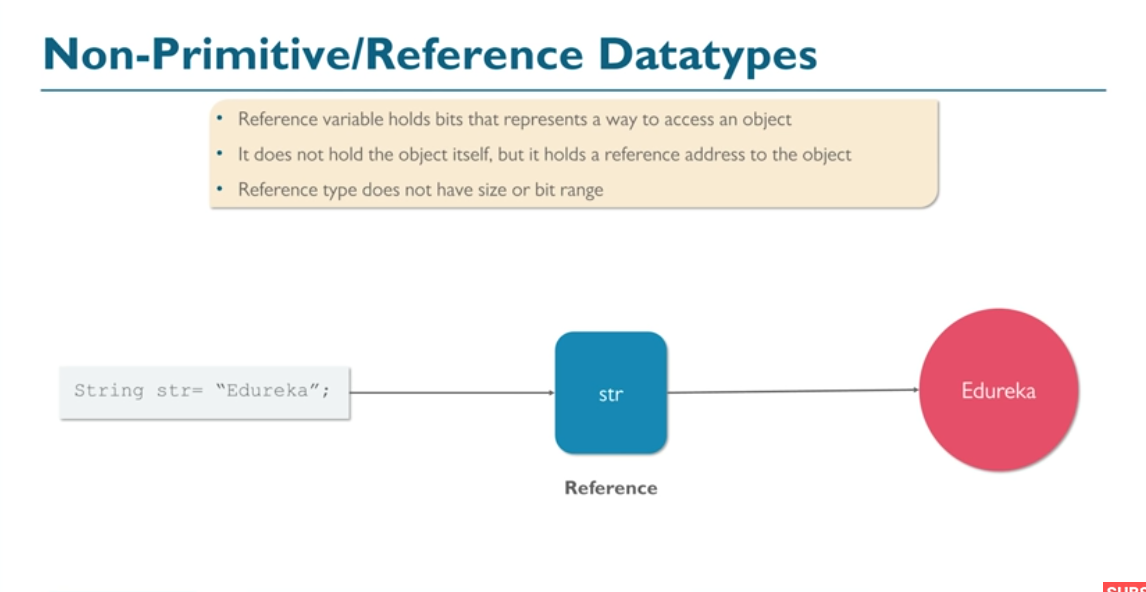 Non-Primitive/Reference Datatypes
• Reference variable holds bits that represents a way to access an object
• It does not hold the object itself, but it holds a reference address to the object
• Reference type does not have size or bit range
String str= “Edureka”;
str
Edureka
Reference